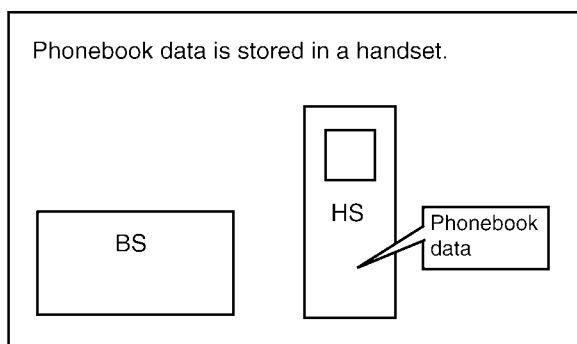 Phonebook data is stored in a handset.
HS
BS
Phonebook
data